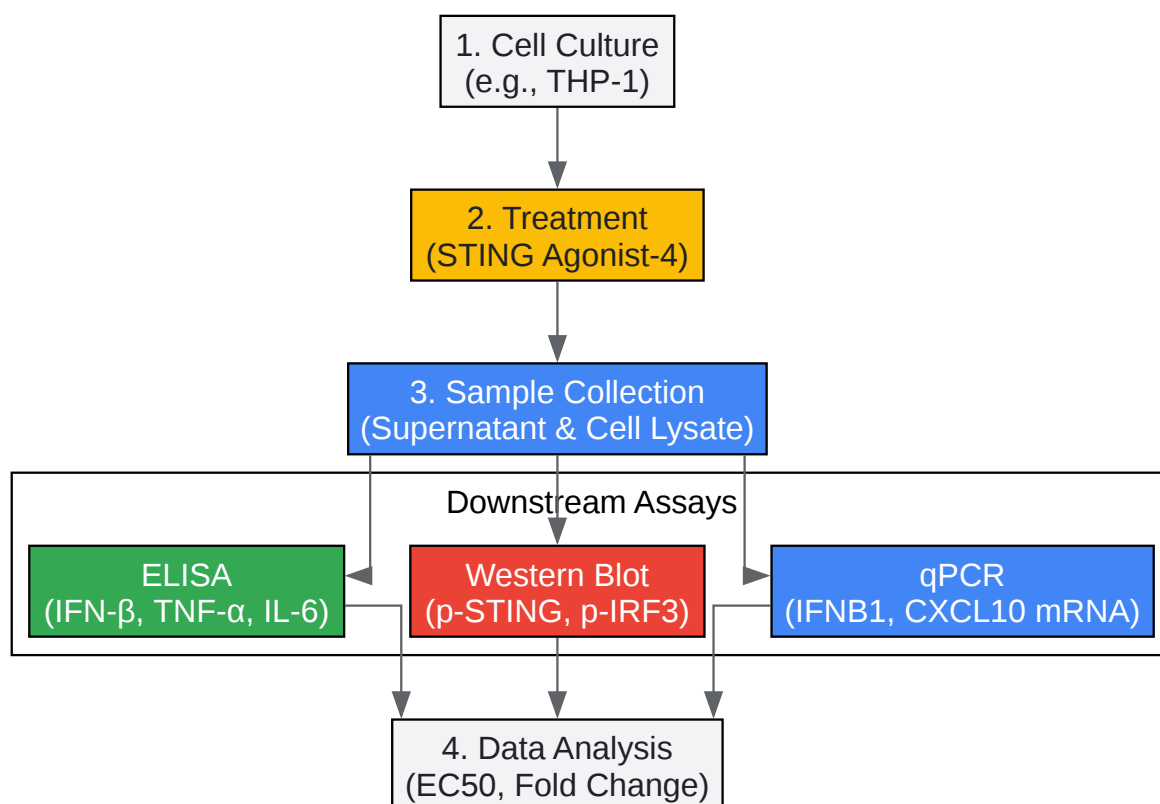 1. Cell Culture
(e.g., THP-1)
2. Treatment
(STING Agonist-4)
3. Sample Collection
(Supernatant & Cell Lysate)
Downstream Assays
ELISA
(IFN-β, TNF-α, IL-6)
Western Blot
(p-STING, p-IRF3)
qPCR
(IFNB1, CXCL10 mRNA)
4. Data Analysis
(EC50, Fold Change)